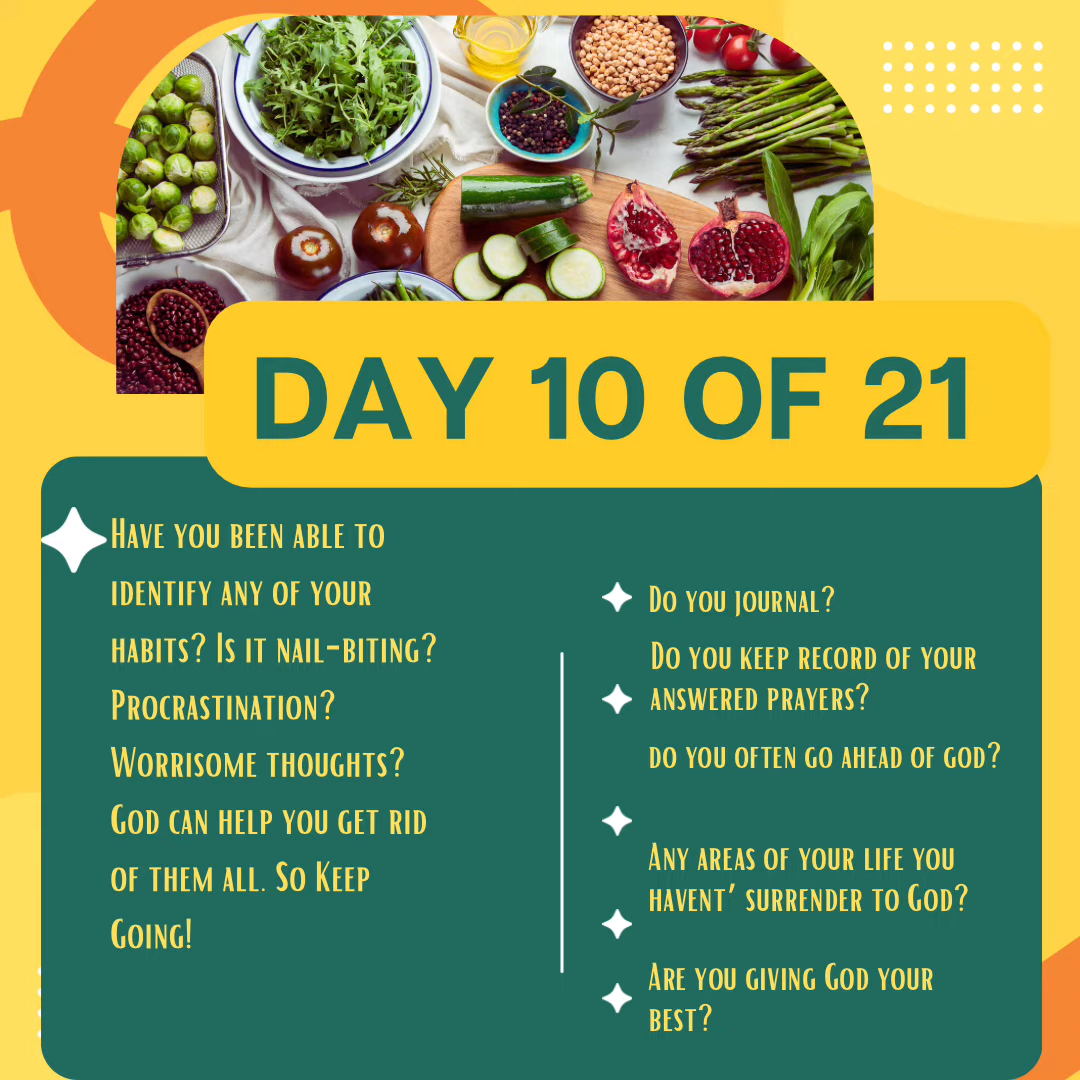 DAY 10 OF 21
Have you been able to
identify any of your
habits? Is it nail-biting?
Procrastination?
Worrisome thoughts?
God can help you get rid
of them all. So Keep
Going!
Do you journal?
Do you keep record of your
answered prayers?
do you often go ahead of god?
Any areas of your life you
havent' surrender to God?
Are you giving God your
best?